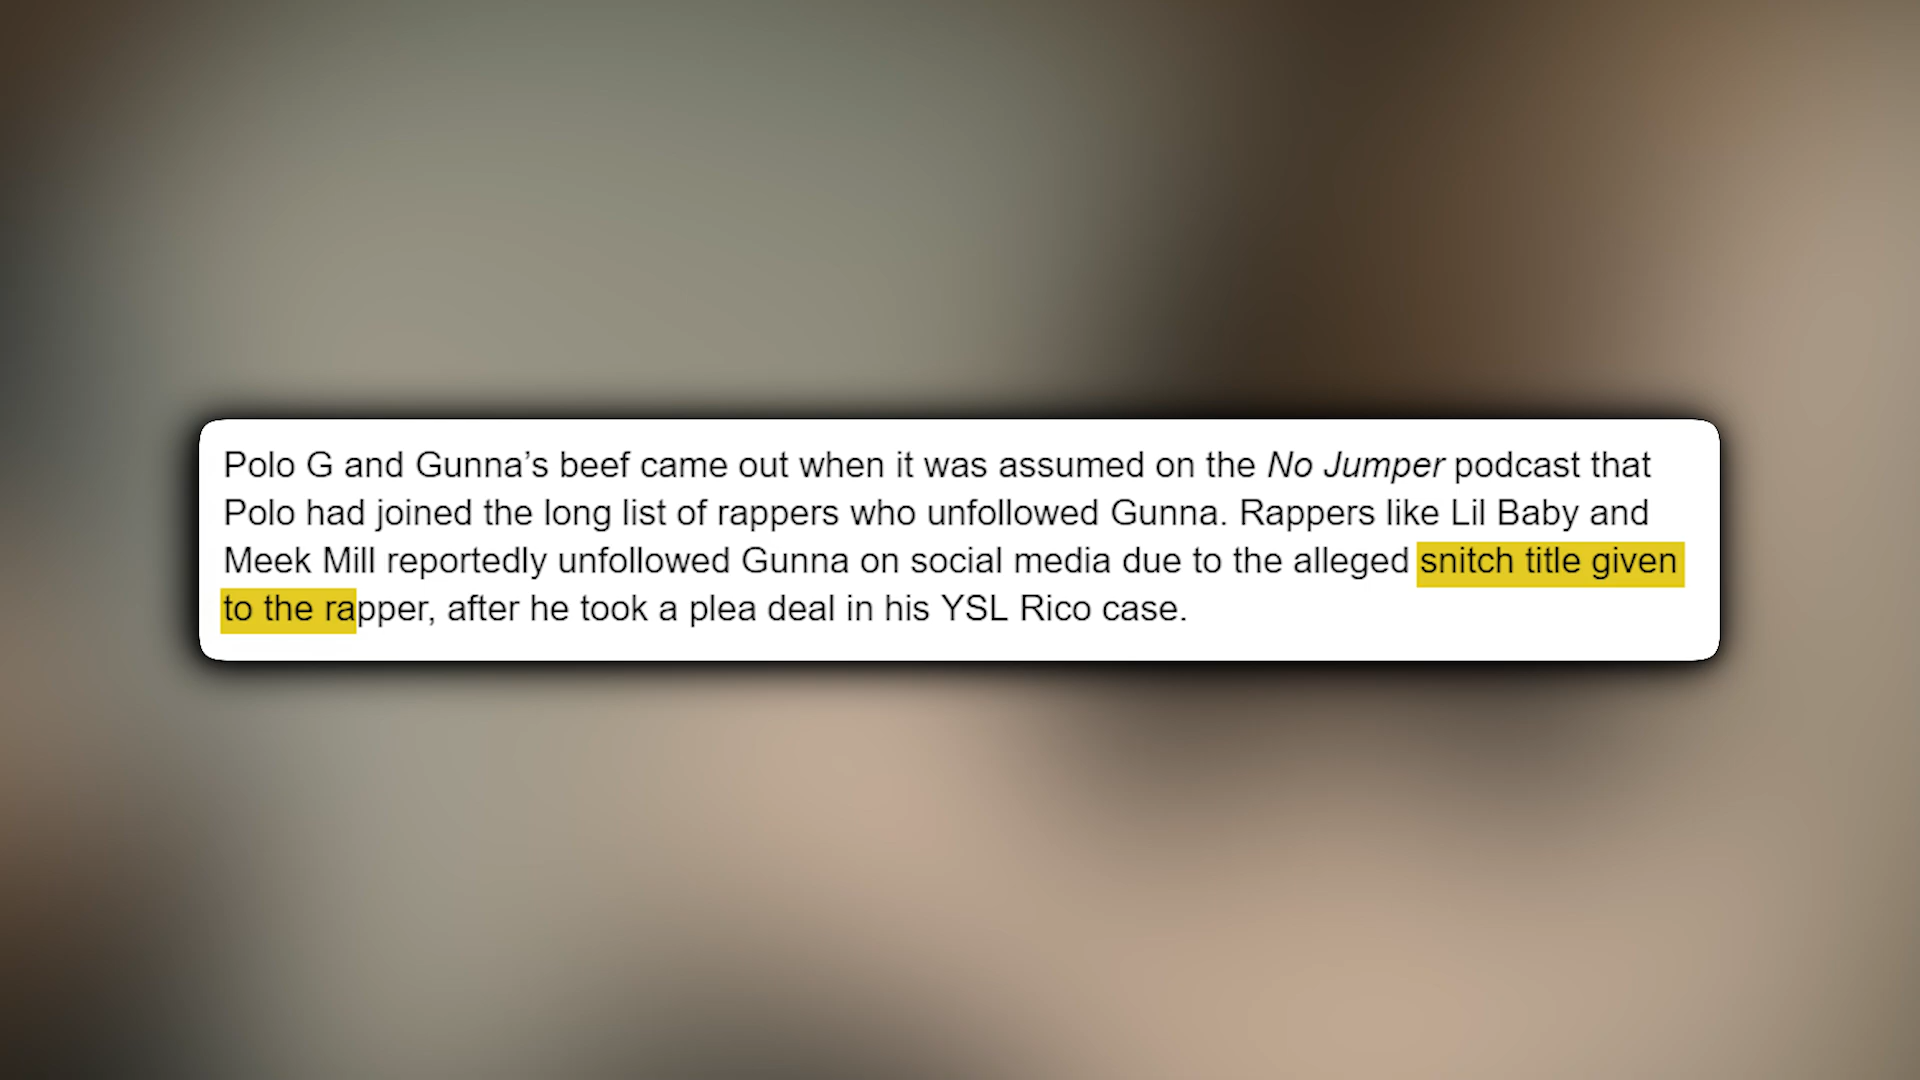 Polo G and Gunna’s beef came out when it was assumed on the No Jumper podcast that
Polo had joined the long list of rappers who unfollowed Gunna. Rappers like Lil Baby and
Meek Mill reportedly unfollowed Gunna on social media due to the alleged snitch title given
to the rapper, after he took a plea deal in his YSL Rico case.